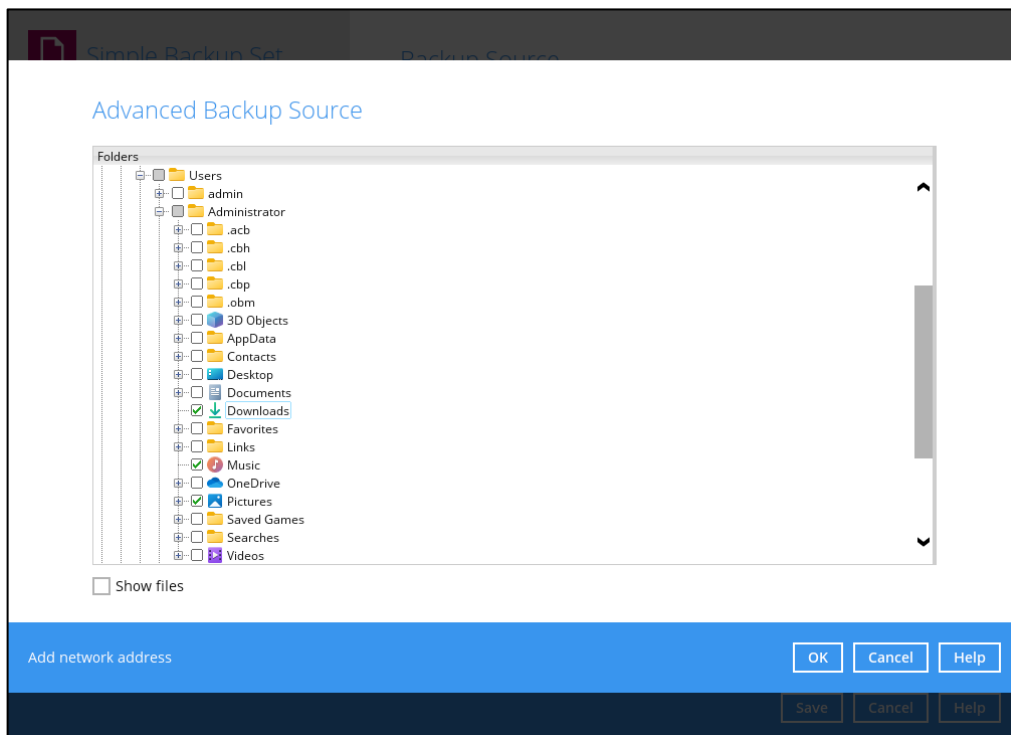 Simple Backup Set
Backup Source
Advanced Backup Source
Folders
Users
admin
Administrator
.acb
.cbh
.cbl
.cbp
.obm
3D Objects
AppData
Contacts
Desktop
Documents
Downloads
Favorites
Links
Music
OneDrive
Pictures
Saved Games
Searches
Videos
Show files
Add network address
OK Cancel Help
Save Cancel Help